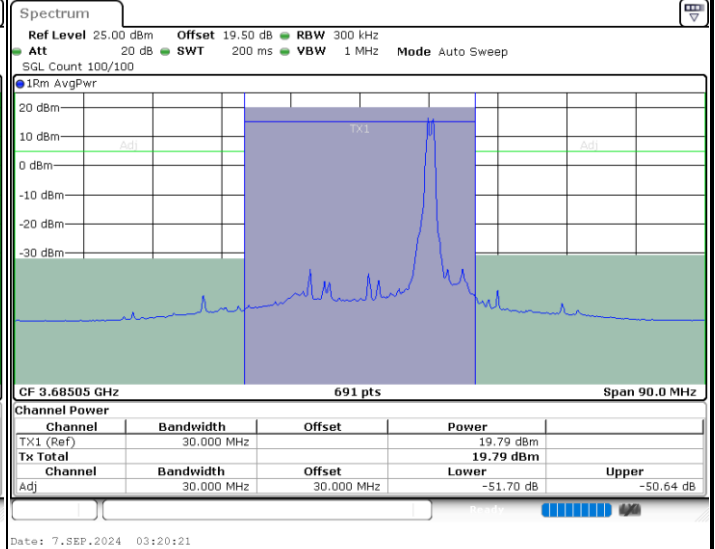 Spectrum
Ref Level 25.00 dBm Offset 19.50 dB RBW 300 kHz
Att 20 dB SWT 200 ms VBW 1 MHz Mode Auto Sweep
SGL Count 100/100
1Rm AvgPwr
20 dBm
TX1
10 dBm
Adj Adj
0 dBm
-10 dBm
-20 dBm
-30 dBm
CF 3.68505 GHz 691 pts Span 90.0 MHz
Channel Power
Channel Bandwidth Offset Power
TX1 (Ref) 30.000 MHz 19.79 dBm
Tx Total 19.79 dBm
Channel Bandwidth Offset Lower Upper
Adj 30.000 MHz 30.000 MHz -51.70 dB -50.64 dB
Ready
Date: 7.SEP.2024 03:20:21